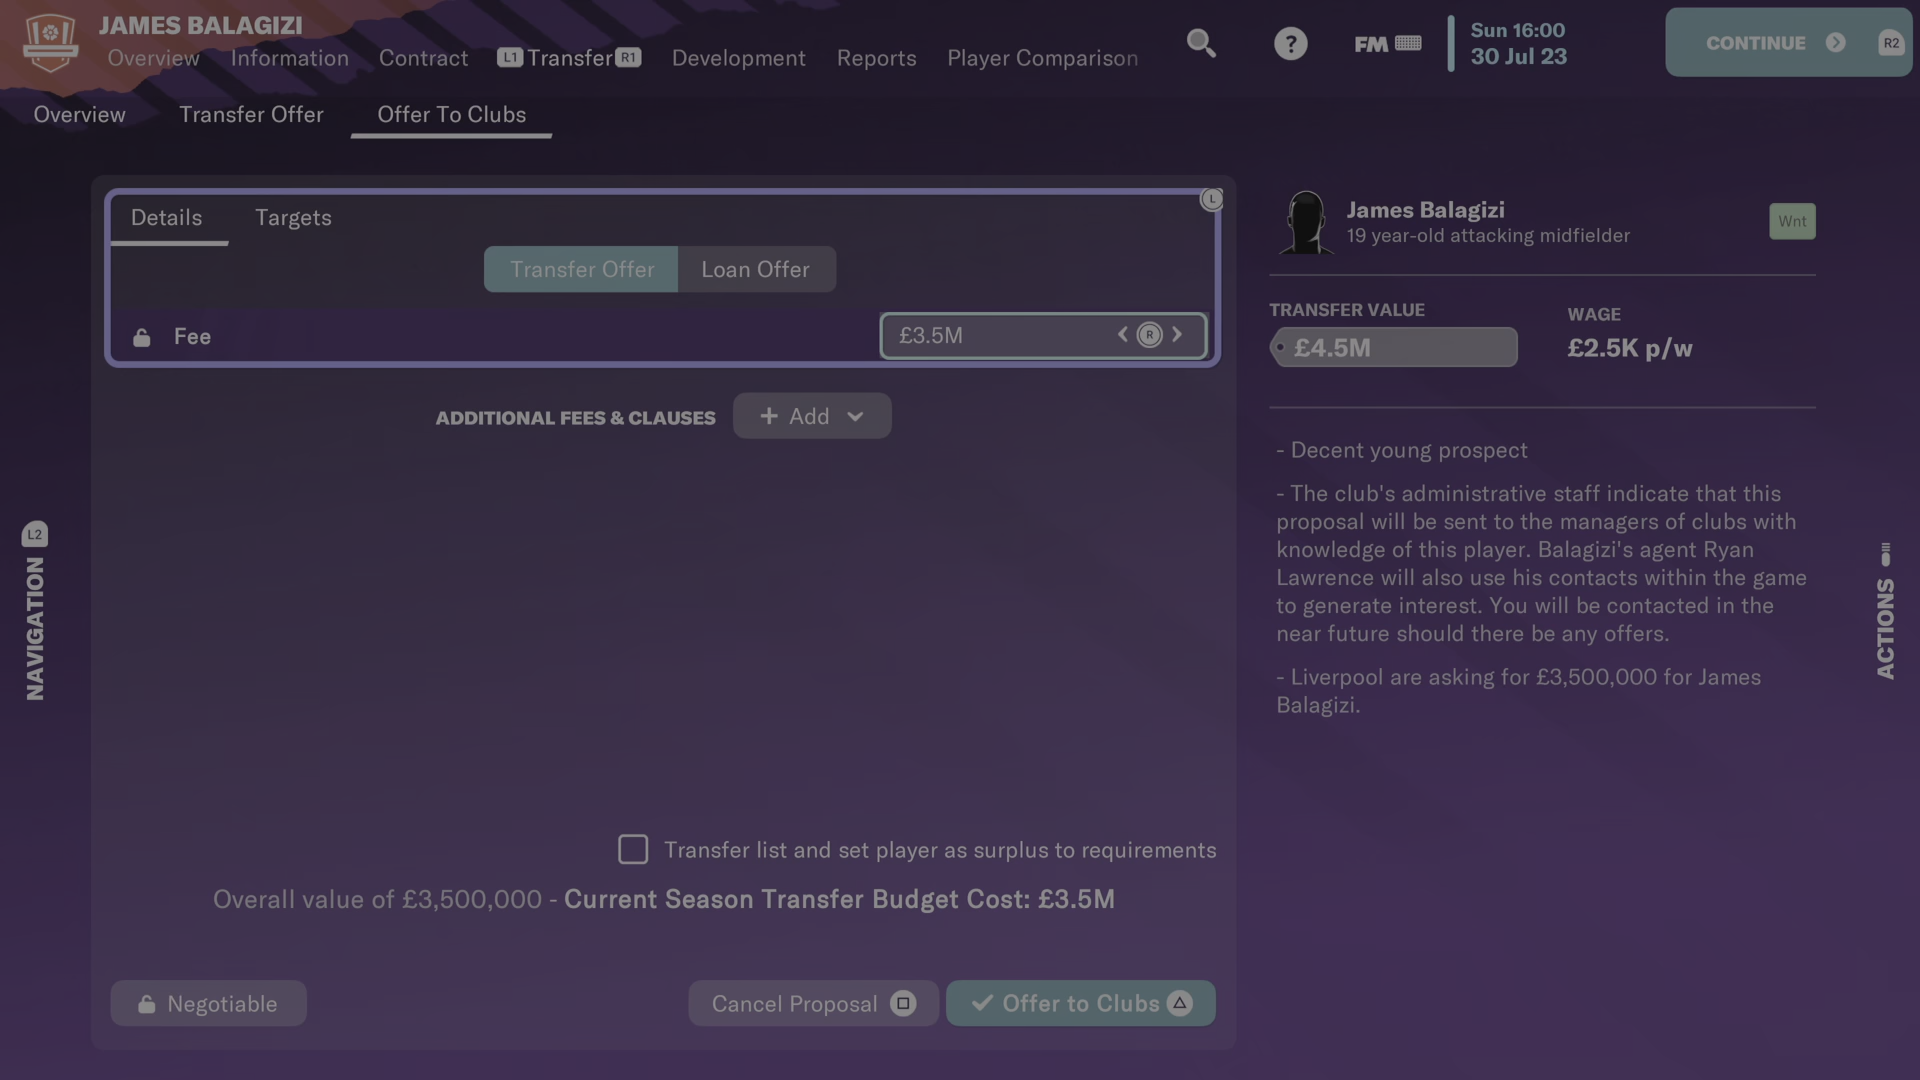 JAMES BALAGIZI
Overview Information Contract L1 Transfer R1 Development Reports Player Comparison
? FM Sun 16:00
30 Jul 23
CONTINUE R2
Overview Transfer Offer Offer To Clubs
L
Details Targets
Transfer Offer Loan Offer
Fee £3.5M R
ADDITIONAL FEES & CLAUSES + Add
Transfer list and set player as surplus to requirements
Overall value of £3,500,000 - Current Season Transfer Budget Cost: £3.5M
Negotiable Cancel Proposal Offer to Clubs
James Balagizi
19 year-old attacking midfielder
Wnt
TRANSFER VALUE WAGE
£4.5M £2.5K p/w
- Decent young prospect
- The club's administrative staff indicate that this
proposal will be sent to the managers of clubs with
knowledge of this player. Balagizi's agent Ryan
Lawrence will also use his contacts within the game
to generate interest. You will be contacted in the
near future should there be any offers.
- Liverpool are asking for £3,500,000 for James
Balagizi.
NAVIGATION L2
ACTIONS